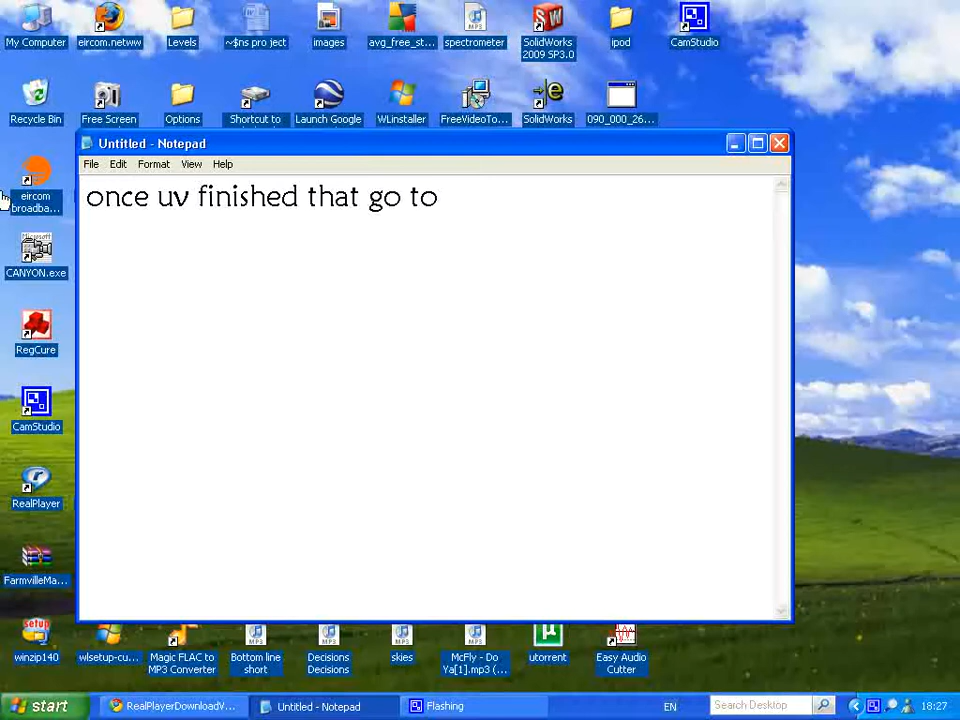 My Computer
eircom.netww
Levels
~$ns pro ject
images
avg_free_st...
spectrometer
SolidWorks
2009 SP3.0
ipod
CamStudio
Recycle Bin
Free Screen
Options
Shortcut to
Launch Google
WLinstaller
FreeVideoTo...
SolidWorks
090_000_26...
Untitled - Notepad
File Edit Format View Help
once uv finished that go to
eircom
broadba...
CANYON.exe
RegCure
CamStudio
RealPlayer
FarmvilleMa...
winzip140
wlsetup-cu...
Magic FLAC to
MP3 Converter
Bottom line
short
Decisions
Decisions
skies
McFly - Do
Ya[1].mp3 (...
utorrent
Easy Audio
Cutter
start
RealPlayerDownloadV...
Untitled - Notepad
Flashing
EN
Search Desktop
18:27